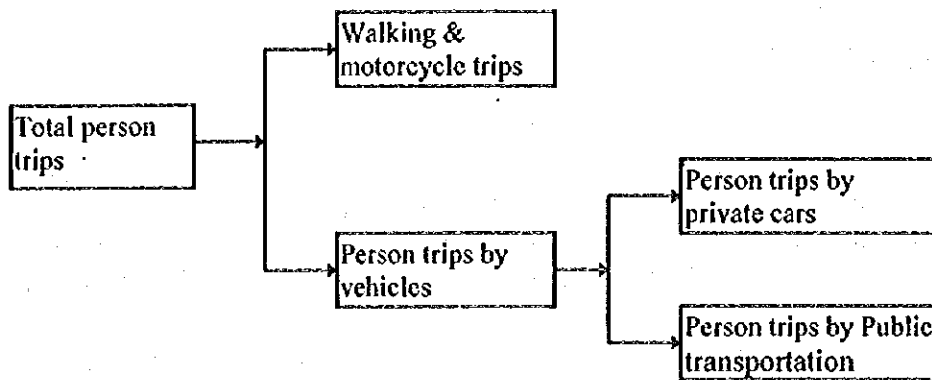 Walking &
motorcycle trips
Total person
trips
Person trips by
private cars
Person trips by
vehicles
Person trips by Public
transportation